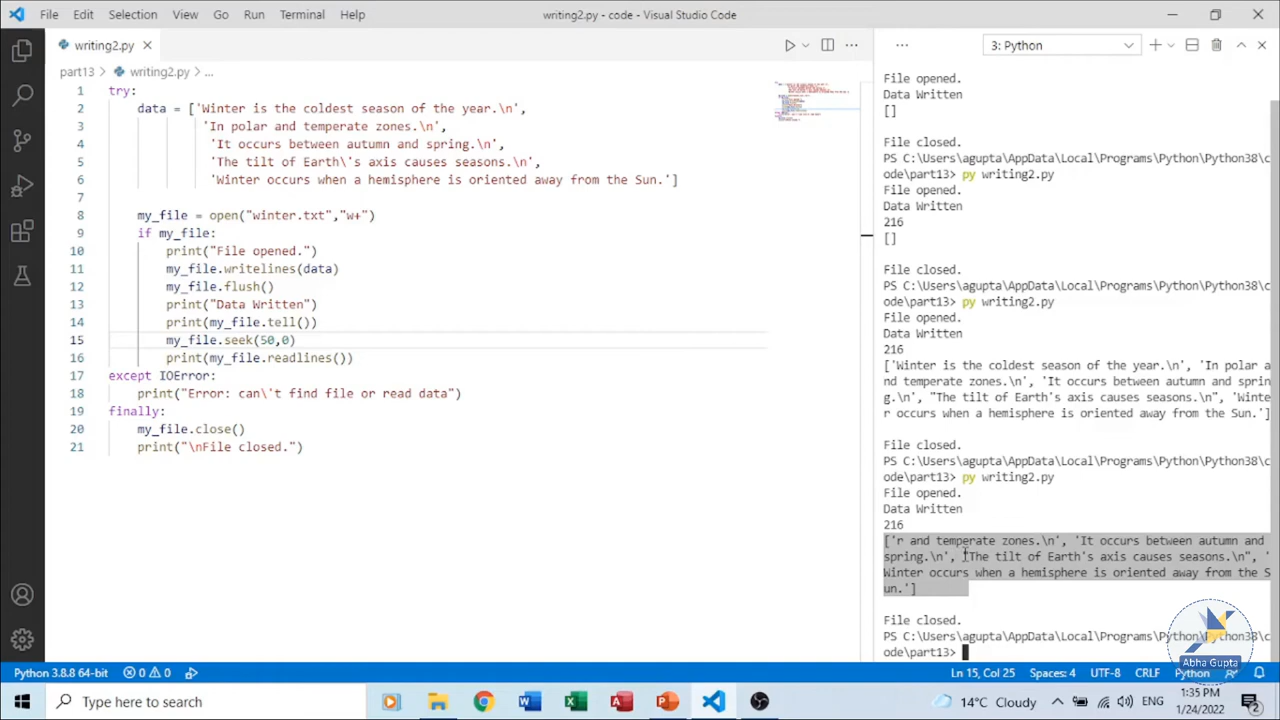 File Edit Selection View Go Run Terminal Help
writing2.py - code - Visual Studio Code
writing2.py
3: Python
part13 > writing2.py > ...
1 try:
2 data = ['Winter is the coldest season of the year.\n',
3 'In polar and temperate zones.\n',
4 'It occurs between autumn and spring.\n',
5 'The tilt of Earth\'s axis causes seasons.\n',
6 'Winter occurs when a hemisphere is oriented away from the Sun.']
7
8 my_file = open("winter.txt","w+")
9 if my_file:
10 print("File opened.")
11 my_file.writelines(data)
12 my_file.flush()
13 print("Data Written")
14 print(my_file.tell())
15 my_file.seek(50,0)
16 print(my_file.readlines())
17 except IOError:
18 print("Error: can\'t find file or read data")
19 finally:
20 my_file.close()
21 print("\nFile closed.")
File opened.
Data Written
[]
File closed.
PS C:\Users\agupta\AppData\Local\Programs\Python\Python38\c
ode\part13> py writing2.py
File opened.
Data Written
216
[]
File closed.
PS C:\Users\agupta\AppData\Local\Programs\Python\Python38\c
ode\part13> py writing2.py
File opened.
Data Written
216
['Winter is the coldest season of the year.\n', 'In polar a
nd temperate zones.\n', 'It occurs between autumn and sprin
g.\n', "The tilt of Earth's axis causes seasons.\n", 'Winte
r occurs when a hemisphere is oriented away from the Sun.']
File closed.
PS C:\Users\agupta\AppData\Local\Programs\Python\Python38\c
ode\part13> py writing2.py
File opened.
Data Written
216
['r and temperate zones.\n', 'It occurs between autumn and
spring.\n', "The tilt of Earth's axis causes seasons.\n", '
Winter occurs when a hemisphere is oriented away from the S
un.']
File closed.
PS C:\Users\agupta\AppData\Local\Programs\Python\Python38\c
ode\part13>
Abha Gupta
Python 3.8.8 64-bit 0 0
Ln 15, Col 25 Spaces: 4 UTF-8 CRLF Python
Type here to search
14°C Cloudy
ENG
1:35 PM
1/24/2022
2